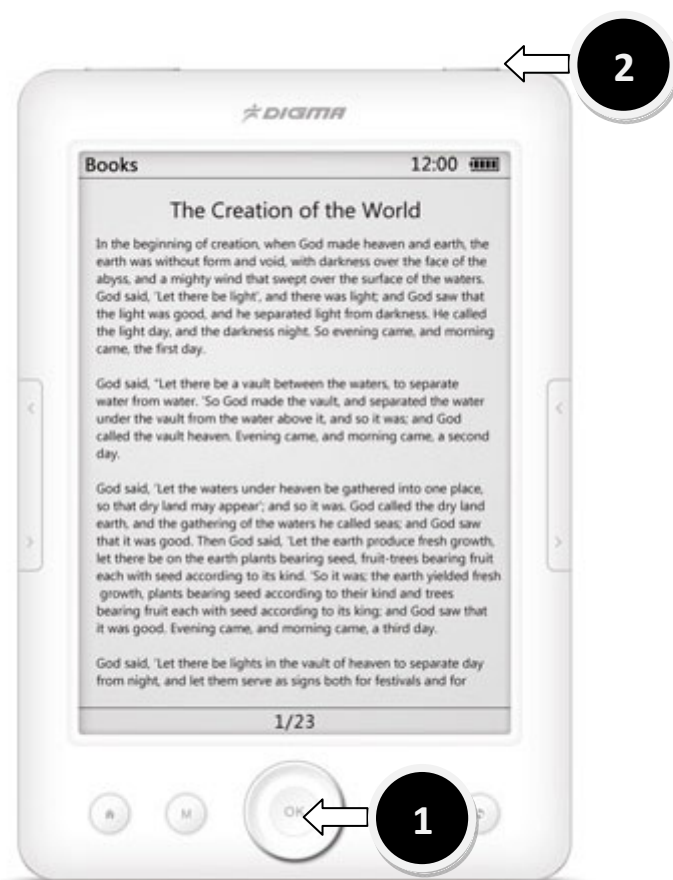 2
DIGMA
Books 12:00
The Creation of the World
In the beginning of creation, when God made heaven and earth, the
earth was without form and void, with darkness over the face of the
abyss, and a mighty wind that swept over the surface of the waters.
God said, 'Let there be light', and there was light; and God saw that
the light was good, and he separated light from darkness. He called
the light day, and the darkness night. So evening came, and morning
came, the first day.
God said, "Let there be a vault between the waters, to separate
water from water. 'So God made the vault, and separated the water
under the vault from the water above it, and so it was; and God
called the vault heaven. Evening came, and morning came, a second
day.
God said, 'Let the waters under heaven be gathered into one place,
so that dry land may appear'; and so it was. God called the dry land
earth, and the gathering of the waters he called seas; and God saw
that it was good. Then God said, 'Let the earth produce fresh growth,
let there be on the earth plants bearing seed, fruit-trees bearing fruit
each with seed according to its kind. 'So it was; the earth yielded fresh
growth, plants bearing seed according to their kind and trees
bearing fruit each with seed according to its king; and God saw that
it was good. Evening came, and morning came, a third day.
God said, 'Let there be lights in the vault of heaven to separate day
from night, and let them serve as signs both for festivals and for
1/23
M
OK
1